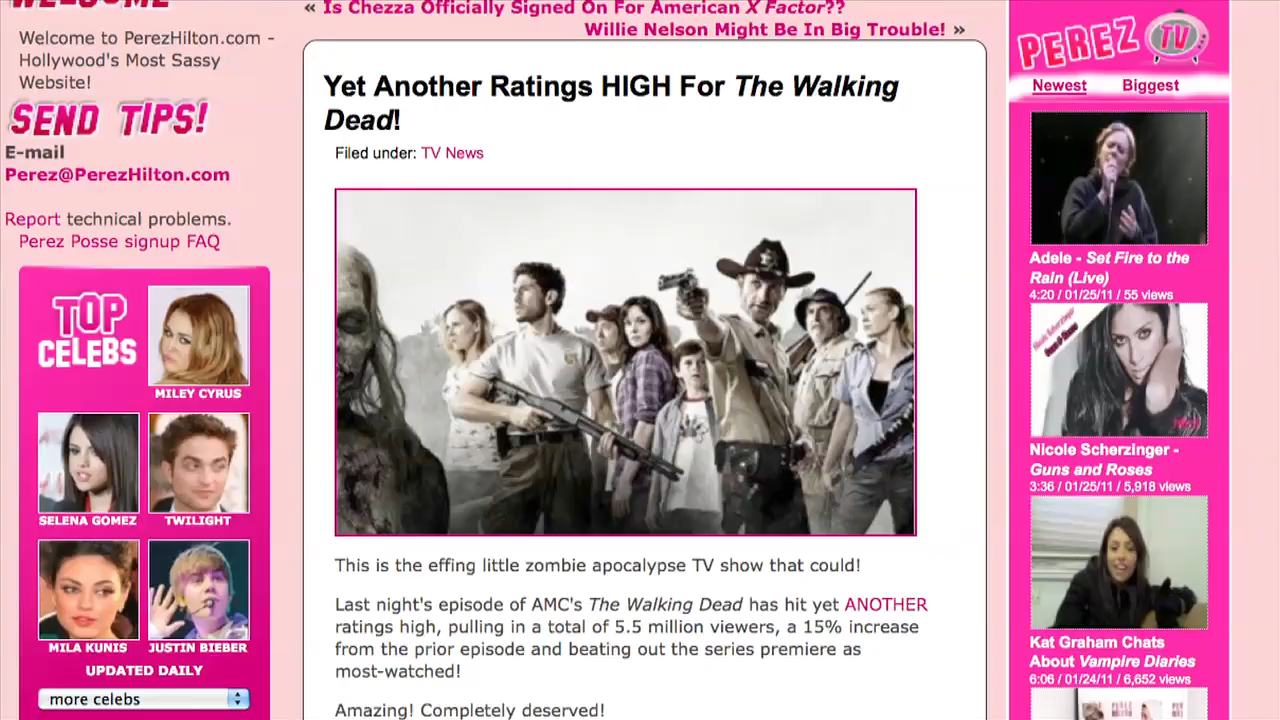 WELCOME
Welcome to PerezHilton.com -
Hollywood's Most Sassy
Website!
SEND TIPS!
E-mail
Perez@PerezHilton.com
Report technical problems.
Perez Posse signup FAQ
TOP
CELEBS
MILEY CYRUS
SELENA GOMEZ
TWILIGHT
MILA KUNIS
JUSTIN BIEBER
UPDATED DAILY
more celebs
« Is Chezza Officially Signed On For American X Factor??
Willie Nelson Might Be In Big Trouble! »
Yet Another Ratings HIGH For The Walking
Dead!
Filed under: TV News
This is the effing little zombie apocalypse TV show that could!
Last night's episode of AMC's The Walking Dead has hit yet ANOTHER
ratings high, pulling in a total of 5.5 million viewers, a 15% increase
from the prior episode and beating out the series premiere as
most-watched!
Amazing! Completely deserved!
PEREZ TV
Newest
Biggest
Adele - Set Fire to the
Rain (Live)
4:20 / 01/25/11 / 55 views
Nicole Scherzinger -
Guns and Roses
3:36 / 01/25/11 / 5,918 views
Kat Graham Chats
About Vampire Diaries
6:06 / 01/24/11 / 6,652 views